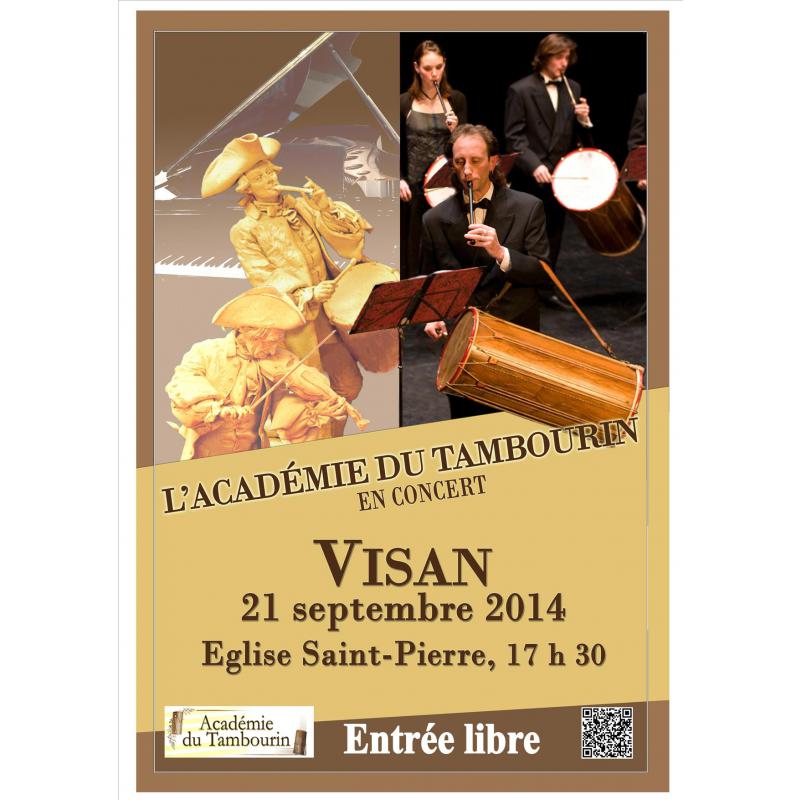 L'ACADÉMIE DU TAMBOURIN
EN CONCERT
VISAN
21 septembre 2014
Eglise Saint-Pierre, 17 h 30
Académie
du Tambourin
Entrée libre